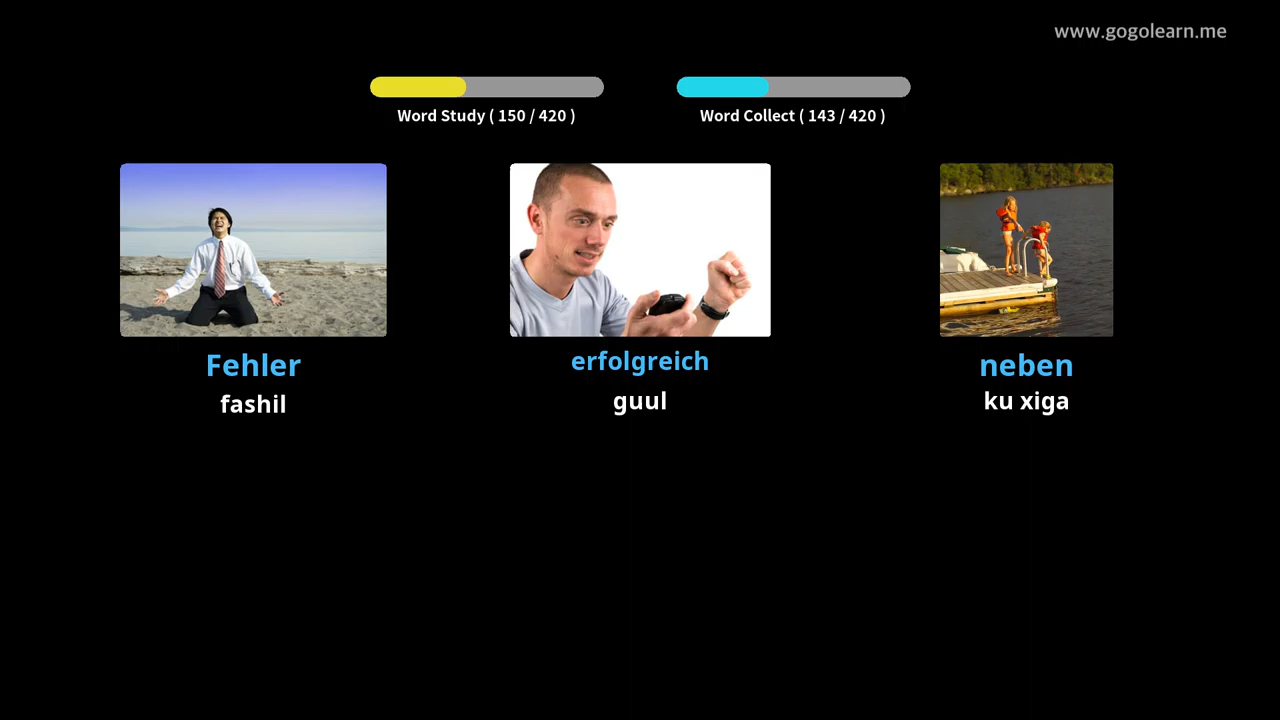 www.gogolearn.me
Word Study ( 150 / 420 )
Word Collect ( 143 / 420 )
Fehler
erfolgreich
neben
fashil
guul
ku xiga